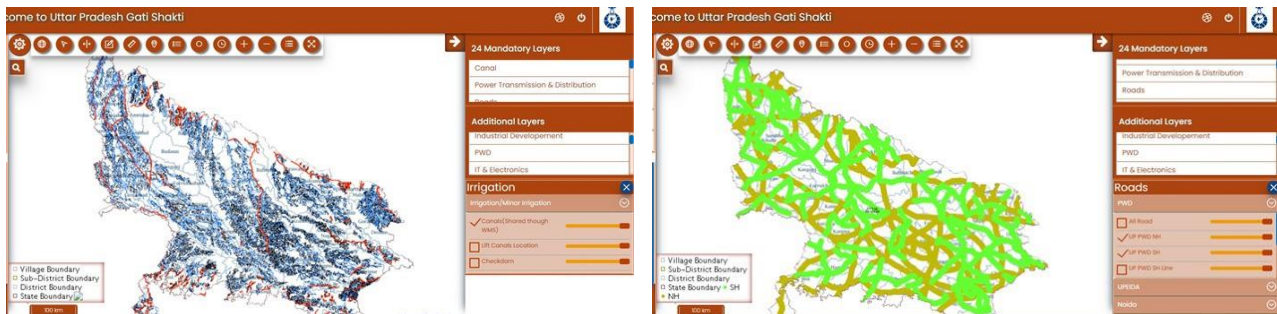 come to Uttar Pradesh Gati Shakti
24 Mandatory Layers
Canal
Power Transmission & Distribution
Roads
Additional Layers
Industrial Developement
PWD
IT & Electronics
Irrigation
Irrigation/Minor Irrigation
Canals(Shared though
WMS)
Lift Canals Location
Checkdam
Village Boundary
Sub-District Boundary
District Boundary
State Boundary
100 km
come to Uttar Pradesh Gati Shakti
24 Mandatory Layers
Power Transmission & Distribution
Roads
Additional Layers
Industrial Developement
PWD
IT & Electronics
Roads
PWD
All Road
UP PWD NH
UP PWD SH
UP PWD SH Line
UPEIDA
Noida
Village Boundary
Sub-District Boundary
District Boundary
State Boundary SH
NH
100 km